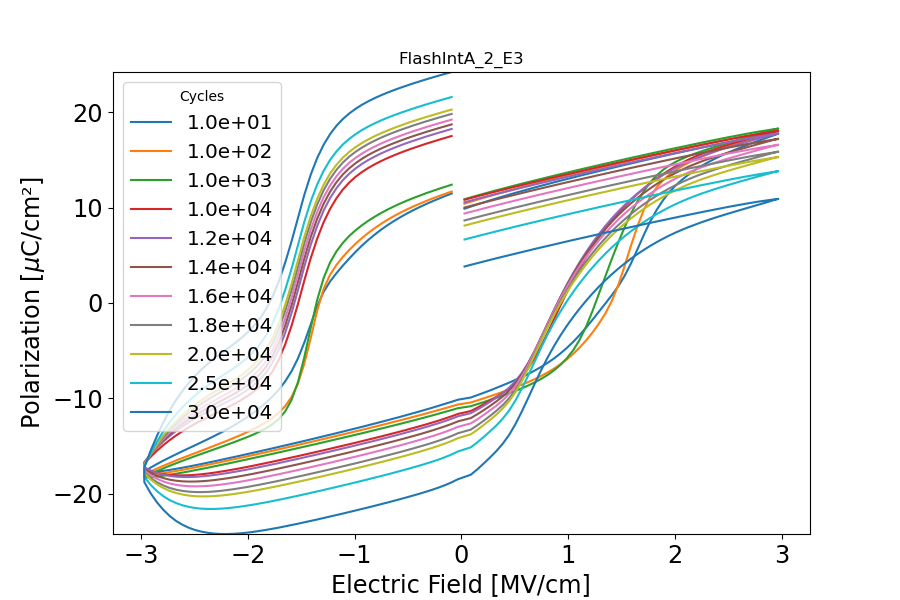 FlashIntA_2_E3
Cycles
1.0e+01
1.0e+02
1.0e+03
1.0e+04
1.2e+04
1.4e+04
1.6e+04
1.8e+04
2.0e+04
2.5e+04
3.0e+04
20
10
0
−10
−20
Polarization [μC/cm²]
−3 −2 −1 0 1 2 3
Electric Field [MV/cm]